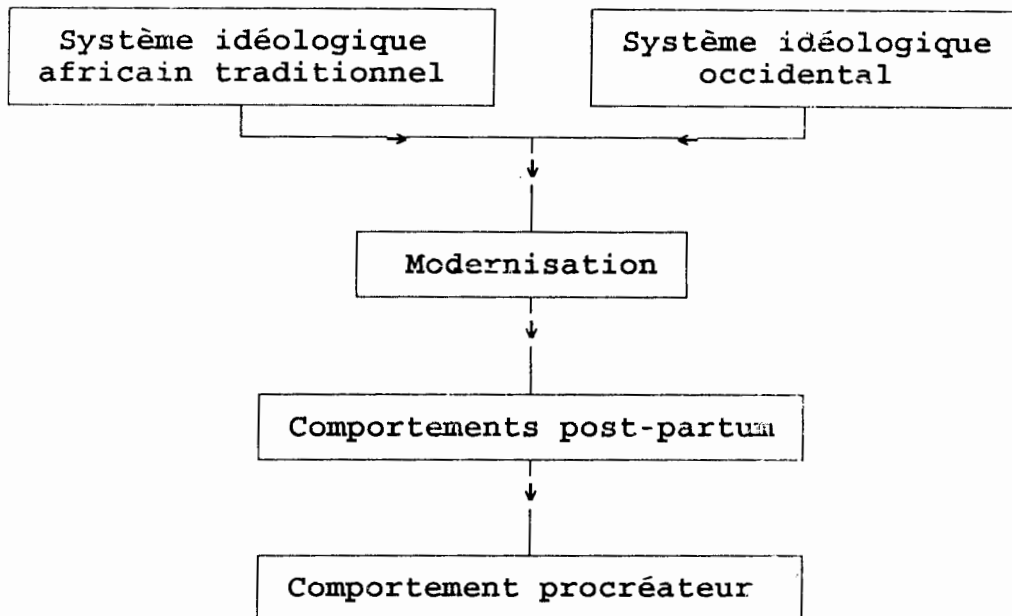 Système idéologique
africain traditionnel
Système idéologique
occidental
Modernisation
Comportements post-partum
Comportement procréateur